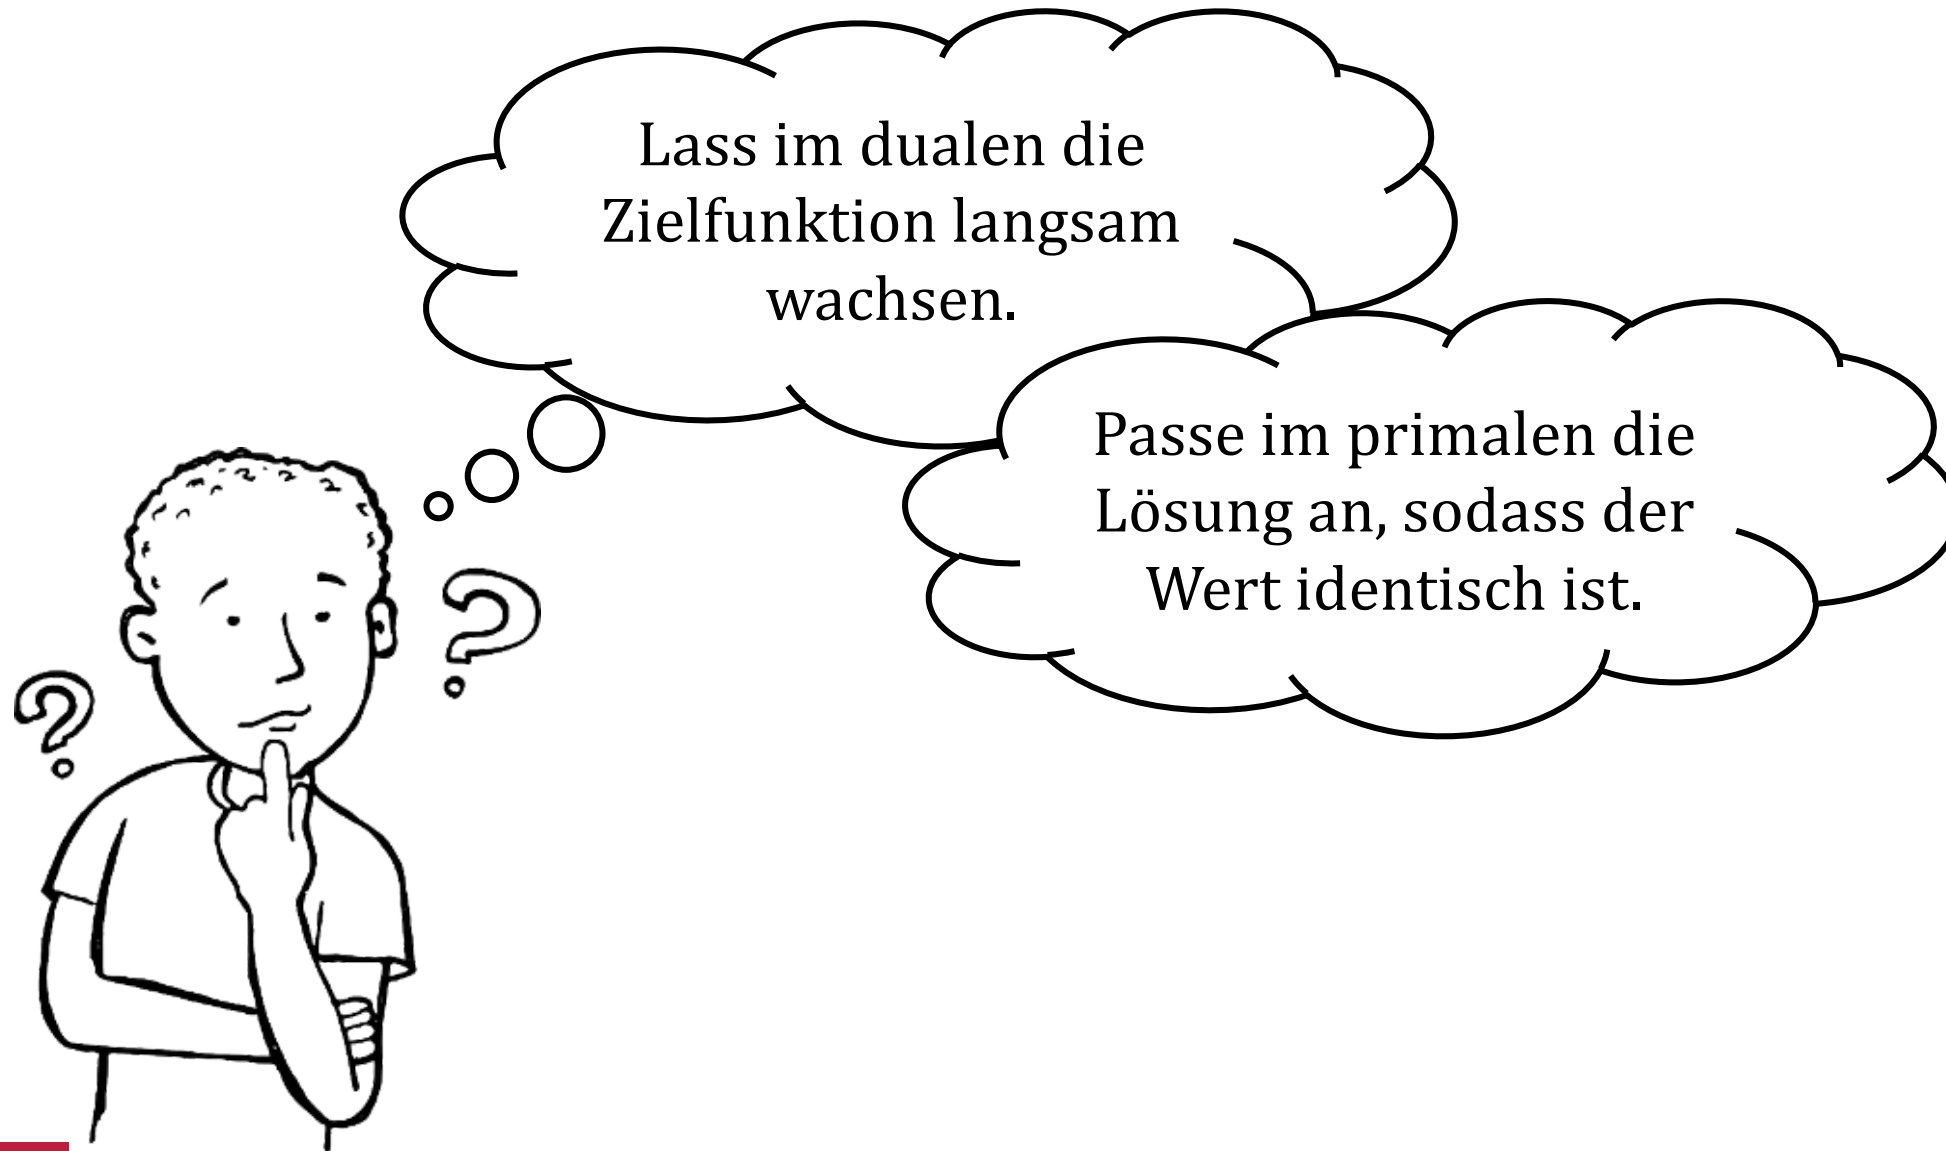 Lass im dualen die
Zielfunktion langsam
wachsen.
Passe im primalen die
Lösung an, sodass der
Wert identisch ist.
?
?